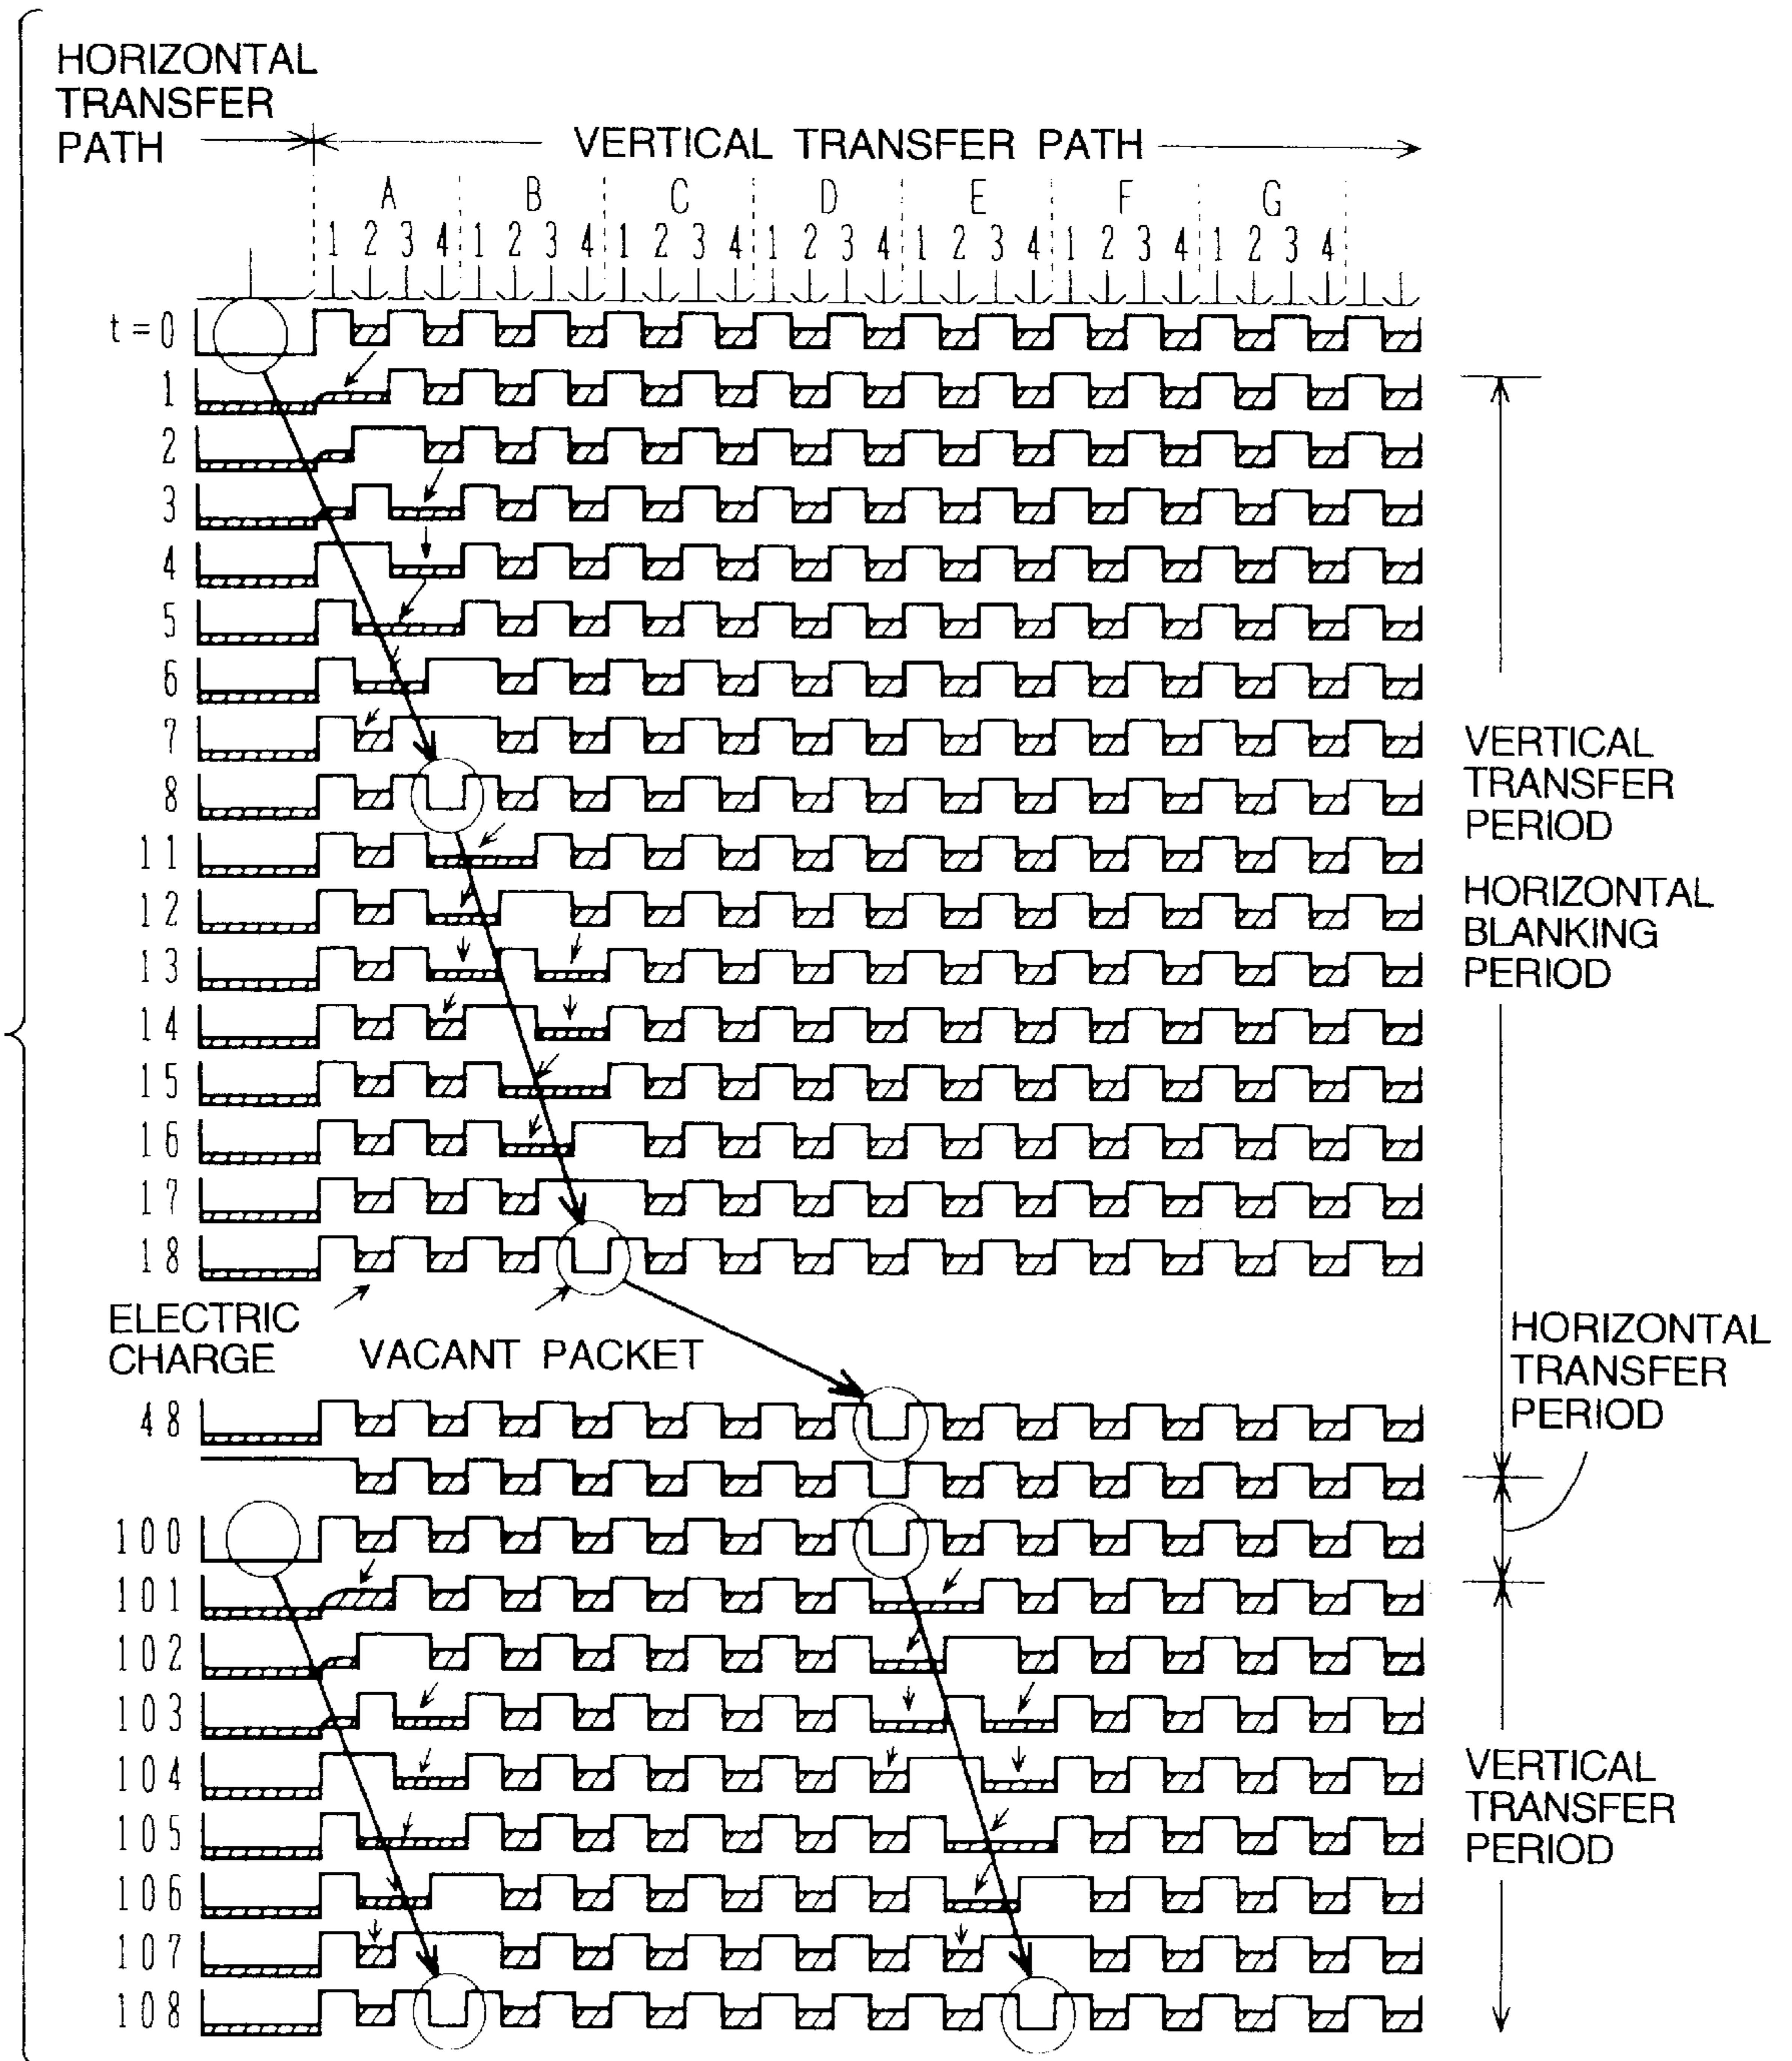 HORIZONTAL
TRANSFER
PATH
VERTICAL TRANSFER PATH
A B C D E F G
1 2 3 4 1 2 3 4 1 2 3 4 1 2 3 4 1 2 3 4 1 2 3 4 1 2 3 4
t=0
1
2
3
4
5
6
7
8
11
12
13
14
15
16
17
18
VERTICAL
TRANSFER
PERIOD
HORIZONTAL
BLANKING
PERIOD
ELECTRIC
CHARGE
VACANT PACKET
HORIZONTAL
TRANSFER
PERIOD
48
100
101
102
103
104
105
106
107
108
VERTICAL
TRANSFER
PERIOD